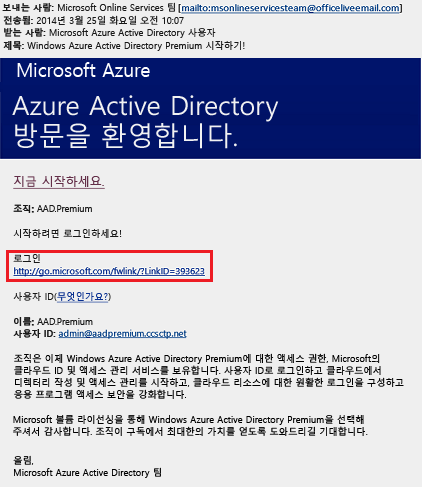 보내는 사람: Microsoft Online Services 팀 [mailto:msonlineservicesteam@officeliveemail.com]
전송됨: 2014년 3월 25일 화요일 오전 10:07
받는 사람: Microsoft Azure Active Directory 사용자
제목: Windows Azure Active Directory Premium 시작하기!
Microsoft Azure
Azure Active Directory
방문을 환영합니다.
지금 시작하세요.
조직: AAD.Premium
시작하려면 로그인하세요!
로그인
http://go.microsoft.com/fwlink/?LinkID=393623
사용자 ID(무엇인가요?)
이름: AAD.Premium
사용자 ID: admin@aadpremium.ccsctp.net
조직은 이제 Windows Azure Active Directory Premium에 대한 액세스 권한, Microsoft의
클라우드 ID 및 액세스 관리 서비스를 보유합니다. 사용자 ID로 로그인하고 클라우드에서
디렉터리 작성 및 액세스 관리를 시작하고, 클라우드 리소스에 대한 원활한 로그인을 구성하고
응용 프로그램 액세스 보안을 강화합니다.
Microsoft 볼륨 라이선싱을 통해 Windows Azure Active Directory Premium을 선택해
주셔서 감사합니다. 조직이 구독에서 최대한의 가치를 얻도록 도와드리길 기대합니다.
올림,
Microsoft Azure Active Directory 팀